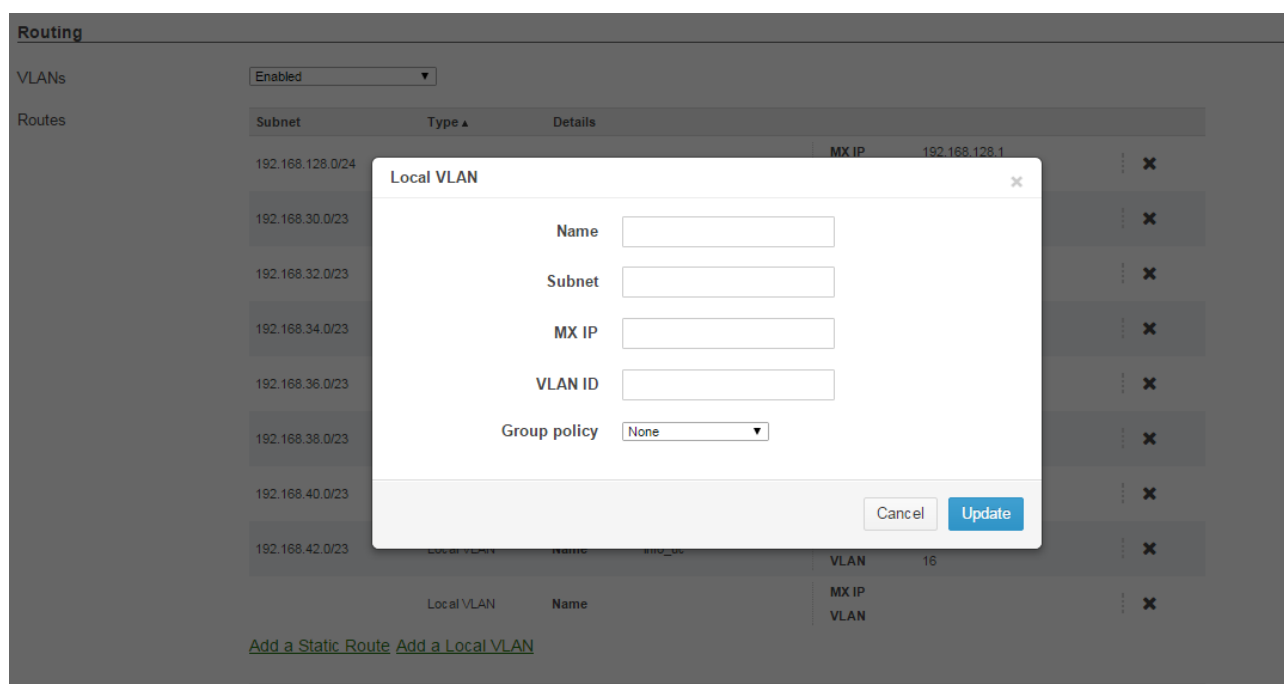 Routing
VLANs Enabled
Routes
Subnet Type Details
192.168.128.0/24 MX IP 192.168.128.1
192.168.30.0/23
192.168.32.0/23
192.168.34.0/23
192.168.36.0/23
192.168.38.0/23
192.168.40.0/23
192.168.42.0/23 Local VLAN Name info_dc
VLAN 16
Local VLAN Name MX IP
VLAN
Add a Static Route Add a Local VLAN
Local VLAN
Name
Subnet
MX IP
VLAN ID
Group policy None
Cancel Update